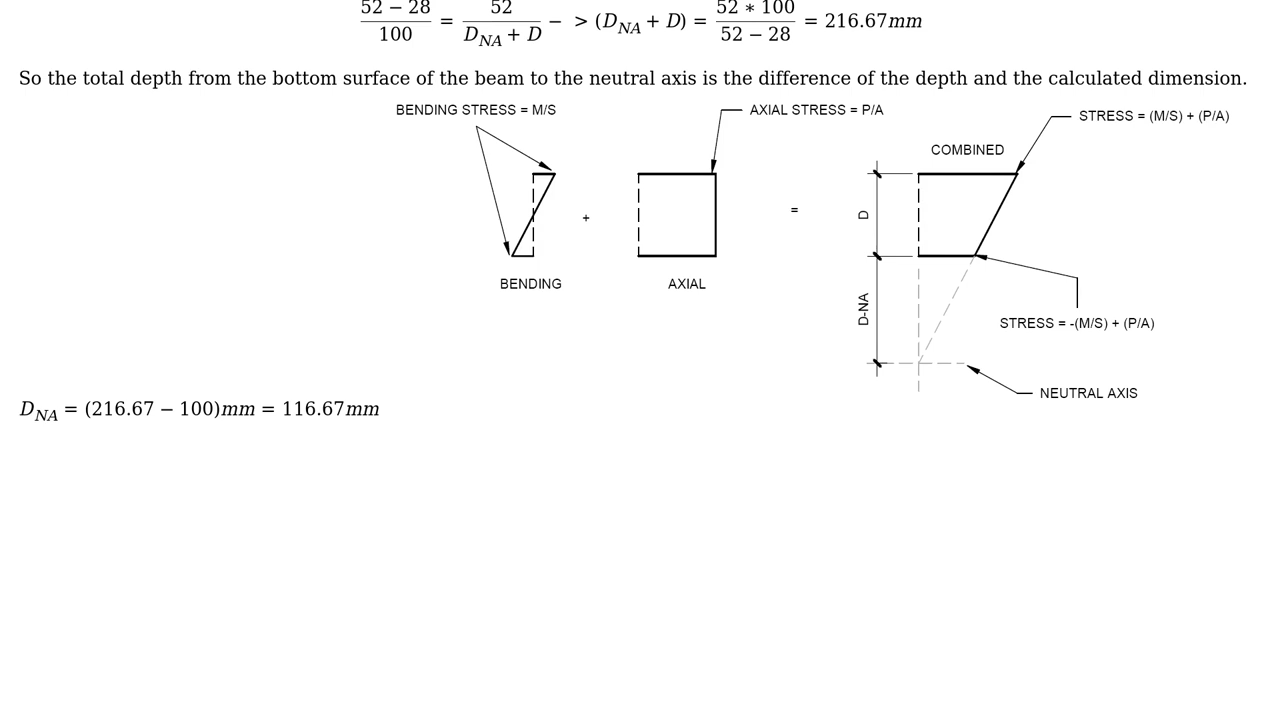 52 − 28 / 100 = 52 / D_NA + D − > (D_NA + D) = 52 ∗ 100 / 52 − 28 = 216.67mm
So the total depth from the bottom surface of the beam to the neutral axis is the difference of the depth and the calculated dimension.
BENDING STRESS = M/S
AXIAL STRESS = P/A
STRESS = (M/S) + (P/A)
COMBINED
D
+
=
BENDING
AXIAL
D-NA
STRESS = -(M/S) + (P/A)
NEUTRAL AXIS
D_NA = (216.67 − 100)mm = 116.67mm